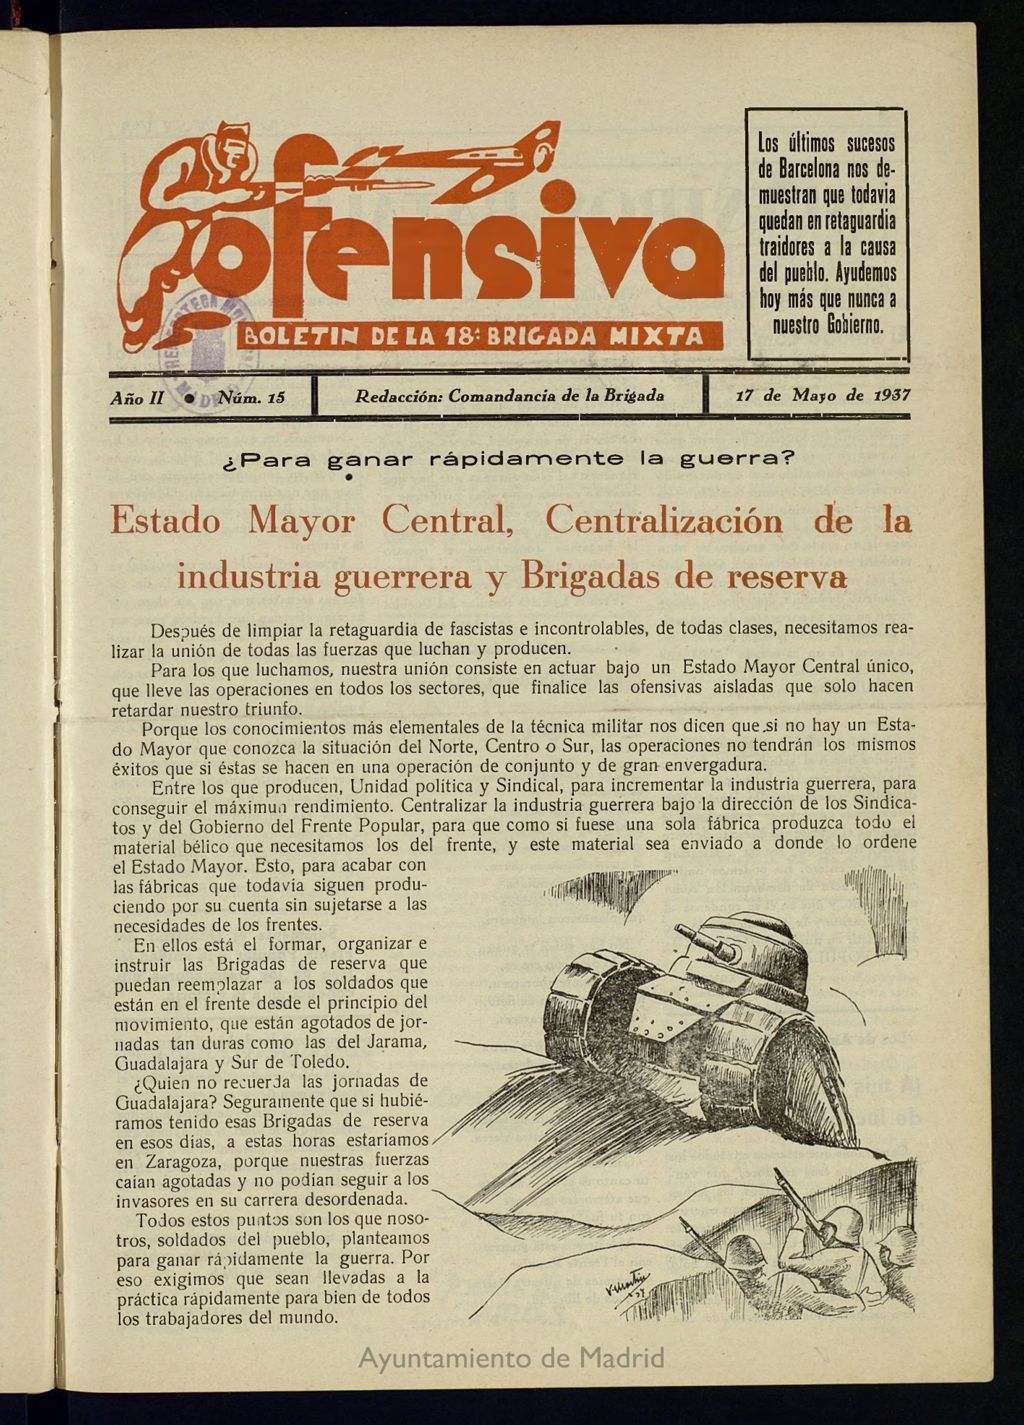 ofensiva
BOLETIN DE LA 18ª BRIGADA MIXTA
Los últimos sucesos
de Barcelona nos de-
muestran que todavia
quedan en retaguardia
traidores a la causa
del pueblo. Ayudemos
hoy más que nunca a
nuestro Gobierno.
Año II ● Núm. 15
Redacción: Comandancia de la Brigada
17 de Mayo de 1937
¿Para ganar rápidamente la guerra?
Estado Mayor Central, Centralización de la
industria guerrera y Brigadas de reserva
Después de limpiar la retaguardia de fascistas e incontrolables, de todas clases, necesitamos rea-
lizar la unión de todas las fuerzas que luchan y producen.
Para los que luchamos, nuestra unión consiste en actuar bajo un Estado Mayor Central único,
que lleve las operaciones en todos los sectores, que finalice las ofensivas aisladas que solo hacen
retardar nuestro triunfo.
Porque los conocimientos más elementales de la técnica militar nos dicen que si no hay un Esta-
do Mayor que conozca la situación del Norte, Centro o Sur, las operaciones no tendrán los mismos
éxitos que si éstas se hacen en una operación de conjunto y de gran envergadura.
Entre los que producen, Unidad política y Sindical, para incrementar la industria guerrera, para
conseguir el máximun rendimiento. Centralizar la industria guerrera bajo la dirección de los Sindica-
tos y del Gobierno del Frente Popular, para que como si fuese una sola fábrica produzca todo el
material bélico que necesitamos los del frente, y este material sea enviado a donde lo ordene
el Estado Mayor. Esto, para acabar con
las fábricas que todavía siguen produ-
ciendo por su cuenta sin sujetarse a las
necesidades de los frentes.
En ellos está el formar, organizar e
instruir las Brigadas de reserva que
puedan reemplazar a los soldados que
están en el frente desde el principio del
movimiento, que están agotados de jor-
nadas tan duras como las del Jarama,
Guadalajara y Sur de Toledo.
¿Quien no recuerda las jornadas de
Guadalajara? Seguramente que si hubié-
ramos tenido esas Brigadas de reserva
en esos días, a estas horas estaríamos
en Zaragoza, porque nuestras fuerzas
caían agotadas y no podían seguir a los
invasores en su carrera desordenada.
Todos estos puntos son los que noso-
tros, soldados del pueblo, planteamos
para ganar rápidamente la guerra. Por
eso exigimos que sean llevadas a la
práctica rápidamente para bien de todos
los trabajadores del mundo.
Ayuntamiento de Madrid